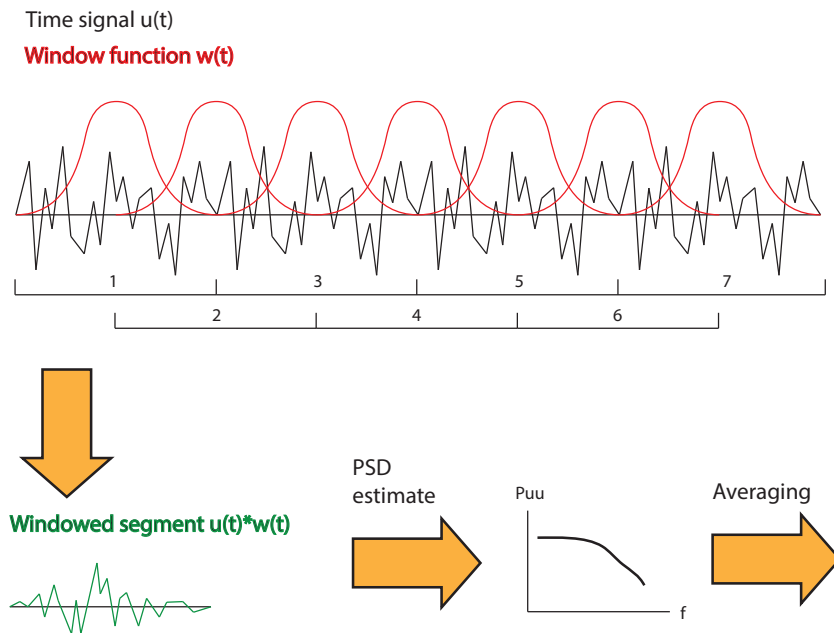 Time signal u(t)
Window function w(t)
1 3 5 7
2 4 6
PSD
estimate
Averaging
Puu
Windowed segment u(t)*w(t)
f